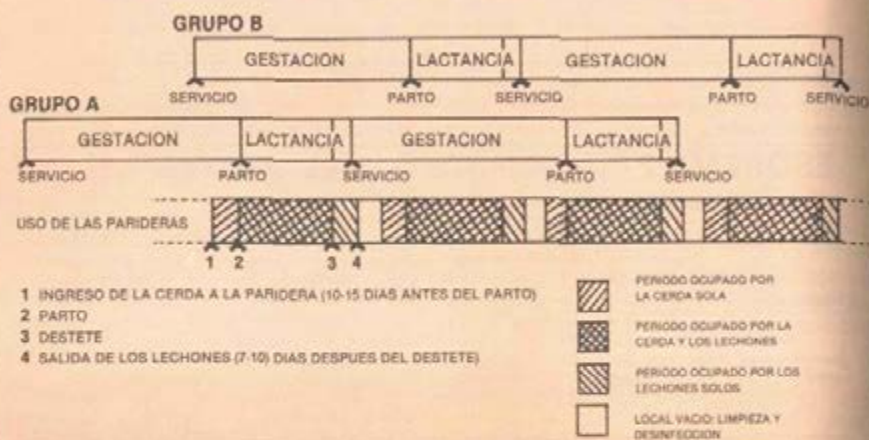 GRUPO B
GESTACION LACTANCIA GESTACION LACTANCIA
SERVICIO PARTO SERVICIO PARTO SERVICIO
GRUPO A
GESTACION LACTANCIA GESTACION LACTANCIA
SERVICIO PARTO SERVICIO PARTO SERVICIO
USO DE LAS PARIDERAS
1 2 3 4
1 INGRESO DE LA CERDA A LA PARIDERA (10-15 DIAS ANTES DEL PARTO)
2 PARTO
3 DESTETE
4 SALIDA DE LOS LECHONES (7-10) DIAS DESPUES DEL DESTETE)
PERIODO OCUPADO POR
LA CERDA SOLA
PERIODO OCUPADO POR LA
CERDA Y LOS LECHONES
PERIODO OCUPADO POR LOS
LECHONES SOLOS
LOCAL VACIO: LIMPIEZA Y
DESINFECCION